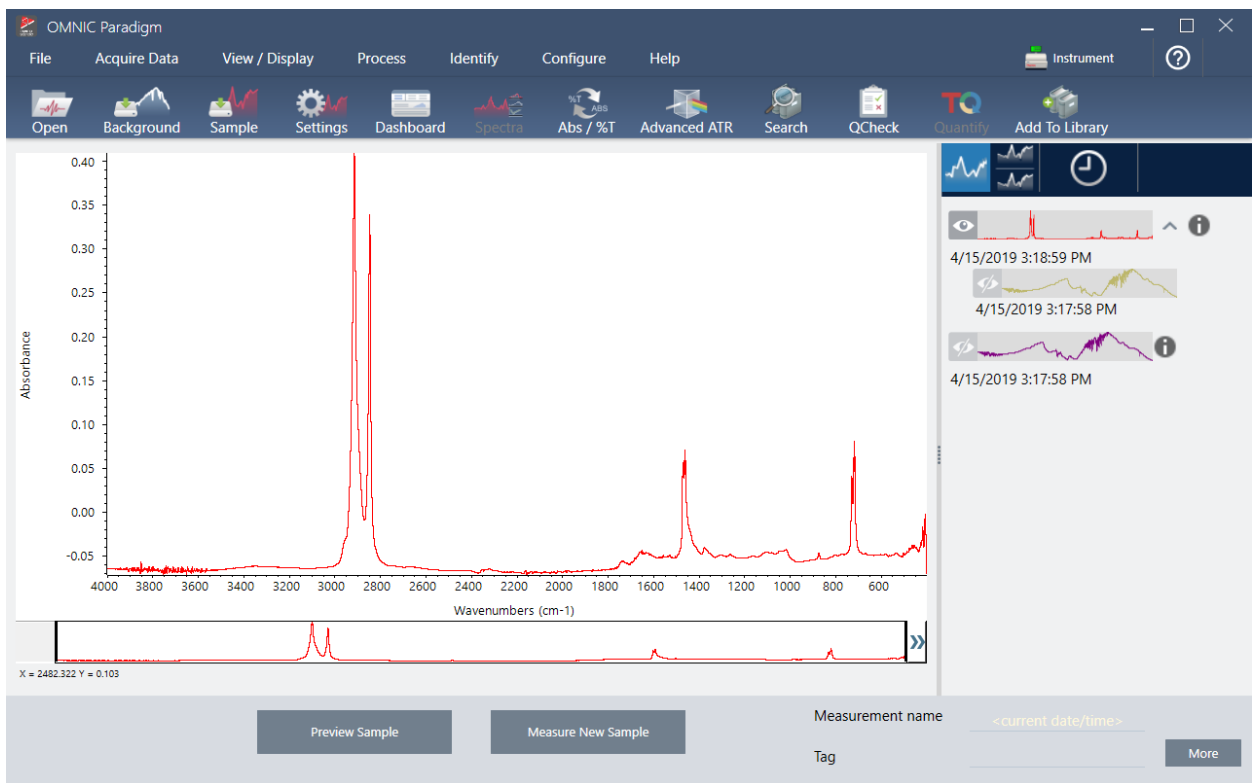 OMNIC Paradigm
File Acquire Data View / Display Process Identify Configure Help Instrument
%T ABS TQ
Open Background Sample Settings Dashboard Spectra Abs / %T Advanced ATR Search QCheck Quantify Add To Library
0.40
0.35
0.30
0.25
0.20
0.15
0.10
0.05
0.00
-0.05
Absorbance
4000 3800 3600 3400 3200 3000 2800 2600 2400 2200 2000 1800 1600 1400 1200 1000 800 600
Wavenumbers (cm-1)
X = 2482.322 Y = 0.103
4/15/2019 3:18:59 PM
4/15/2019 3:17:58 PM
4/15/2019 3:17:58 PM
Preview Sample Measure New Sample
Measurement name <current date/time>
Tag
More